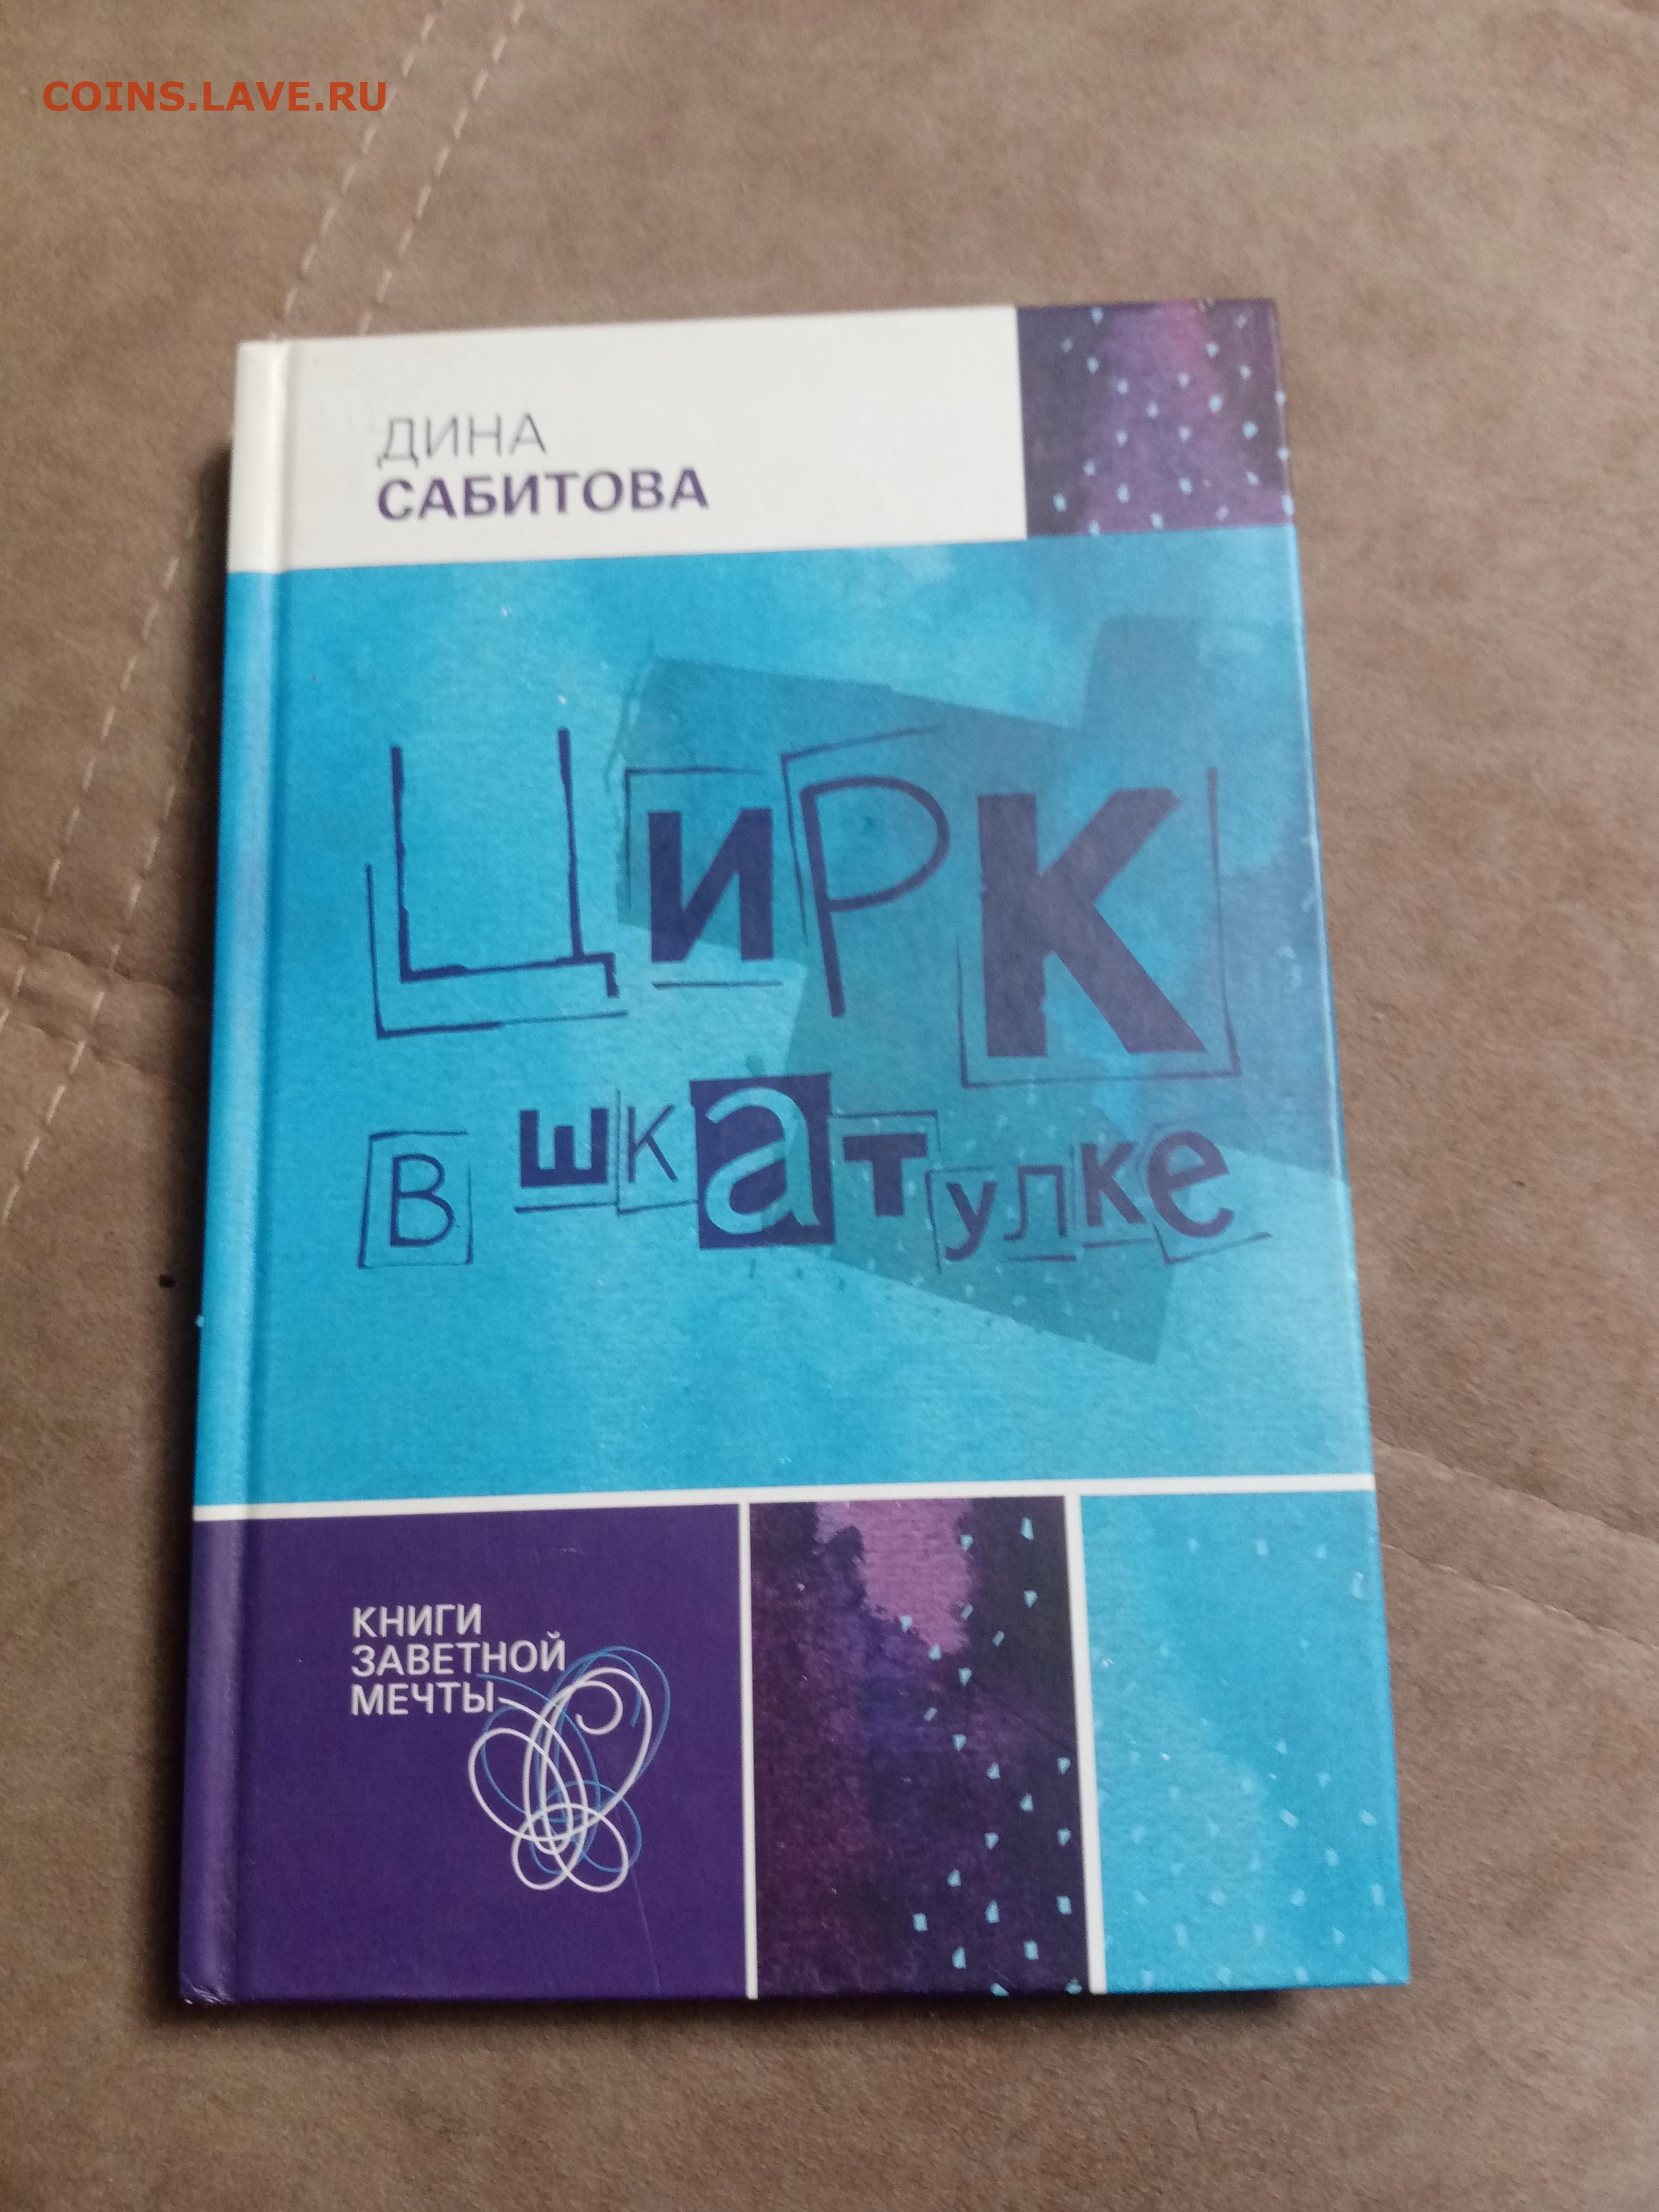 COINS.LAVE.RU
ДИНА
САБИТОВА
ЦИРК
В ШКАТУЛКЕ
КНИГИ
ЗАВЕТНОЙ
МЕЧТЫ